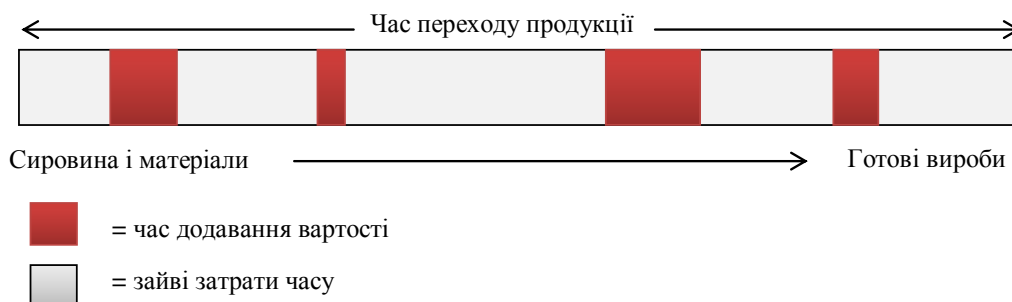 Час переходу продукції
Сировина і матеріали
Готові вироби
= час додавання вартості
= зайві затрати часу